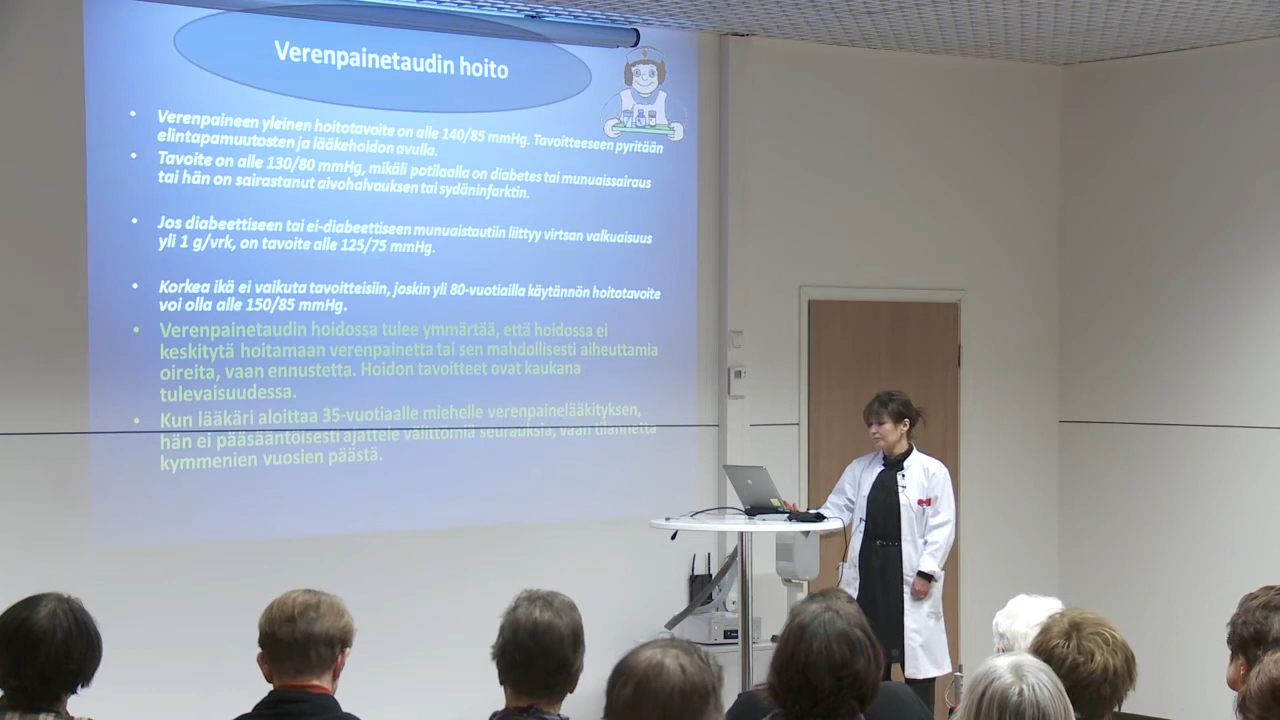 Verenpainetaudin hoito
• Verenpaineen yleinen hoitotavoite on alle 140/85 mmHg. Tavoitteeseen pyritään
elintapamuutosten ja lääkehoidon avulla.
• Tavoite on alle 130/80 mmHg, mikäli potilaalla on diabetes tai munuaissairaus
tai hän on sairastanut aivohalvauksen tai sydäninfarktin.
• Jos diabeettiseen tai ei-diabeettiseen munuaistautiin liittyy virtsan valkuaisuus
yli 1 g/vrk, on tavoite alle 125/75 mmHg.
• Korkea ikä ei vaikuta tavoitteisiin, joskin yli 80-vuotiailla käytännön hoitotavoite
voi olla alle 150/85 mmHg.
• Verenpainetaudin hoidossa tulee ymmärtää, että hoidossa ei
keskitytä hoitamaan verenpainetta tai sen mahdollisesti aiheuttamia
oireita, vaan ennustetta. Hoidon tavoitteet ovat kaukana
tulevaisuudessa.
• Kun lääkäri aloittaa 35-vuotiaalle miehelle verenpainelääkityksen,
hän ei pääsääntöisesti ajattele välittömiä seurauksia, vaan tilannetta
kymmenien vuosien päästä.